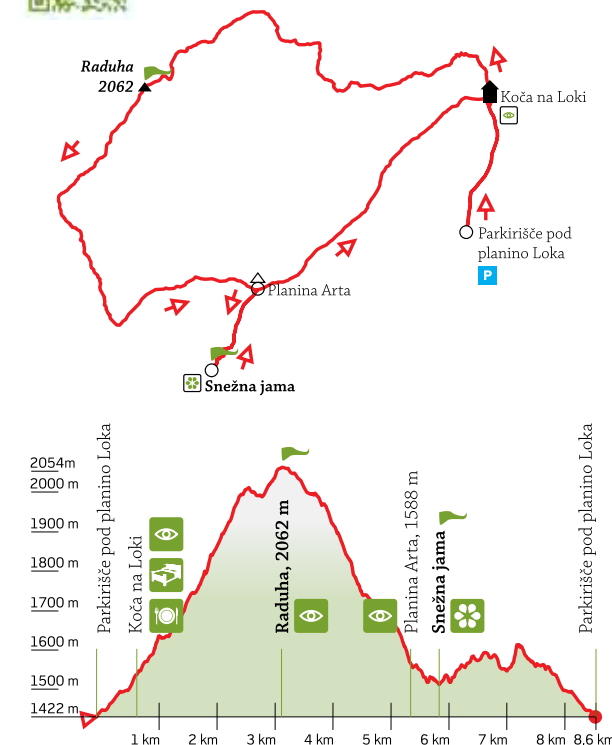 Raduha
2062
Koča na Loki
Parkirišče pod
planino Loka
P
Planina Arta
Snežna jama
2054m
2000 m
1900 m
1800 m
1700 m
1600 m
1500 m
1422 m
Parkirišče pod planino Loka
Koča na Loki
Raduha, 2062 m
Planina Arta, 1588 m
Snežna jama
Parkirišče pod planino Loka
1 km
2 km
3 km
4 km
5 km
6 km
7 km
8 km
8.6 km